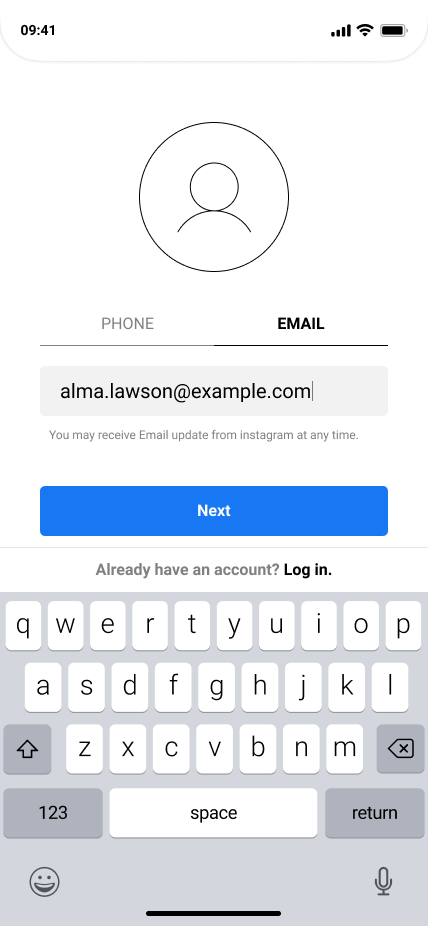 09:41
PHONE EMAIL
alma.lawson@example.com
You may receive Email update from instagram at any time.
Next
Already have an account? Log in.
q w e r t y u i o p
a s d f g h j k l
z x c v b n m
123 space return